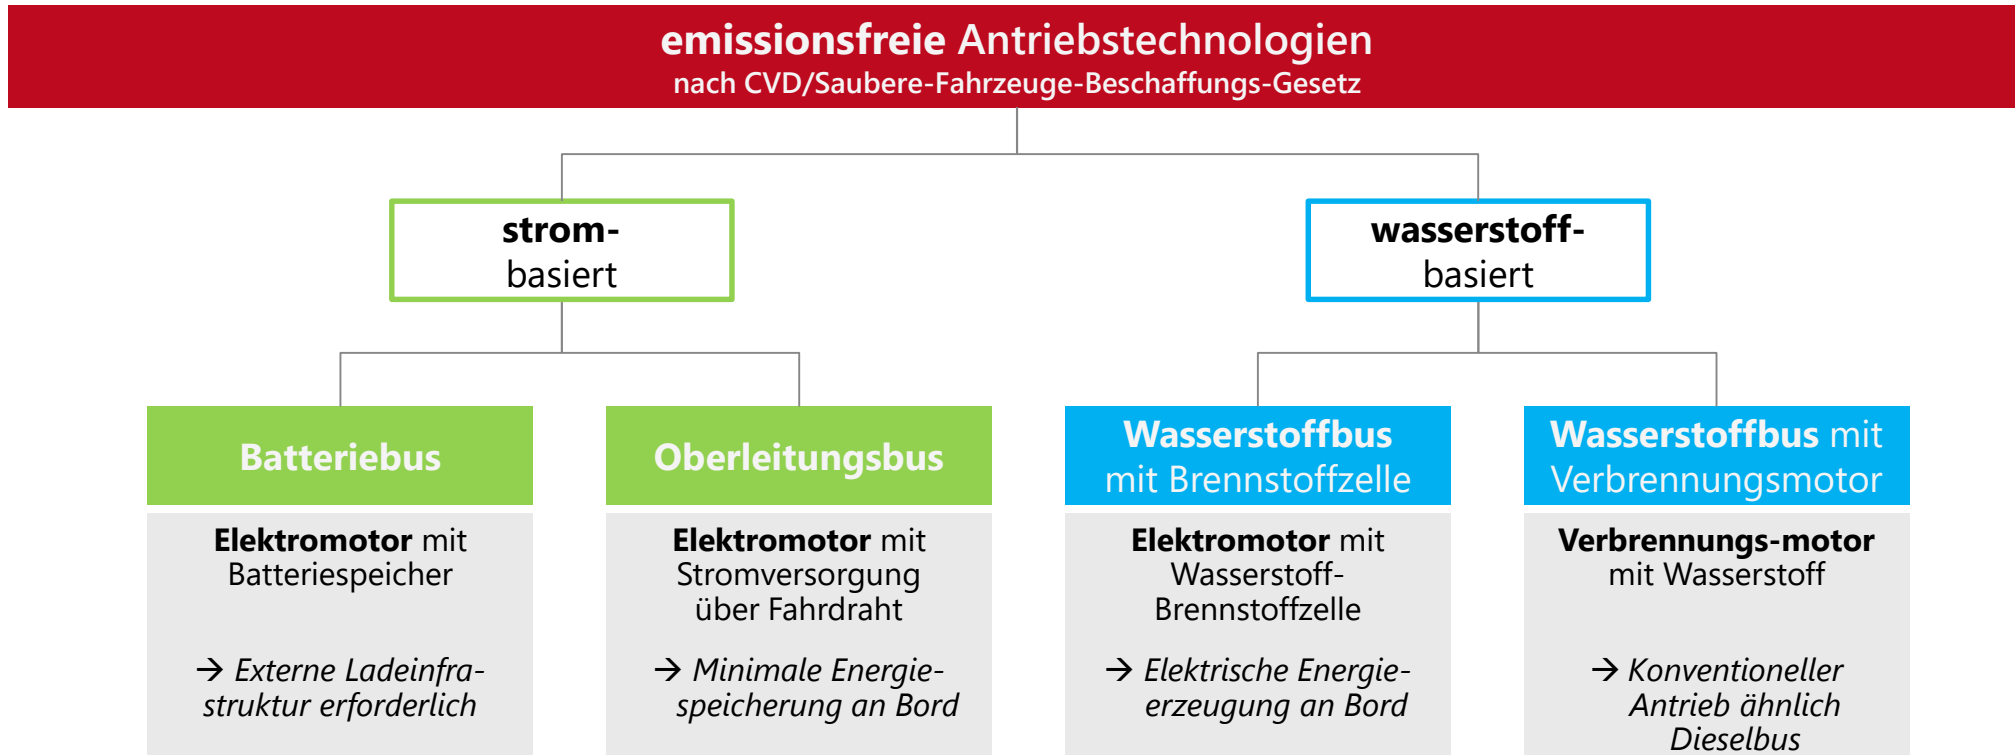 emissionsfreie Antriebstechnologien
nach CVD/Saubere-Fahrzeuge-Beschaffungs-Gesetz
strom-
basiert
wasserstoff-
basiert
Batteriebus
Elektromotor mit
Batteriespeicher
→ Externe Ladeinfra-
struktur erforderlich
Oberleitungsbus
Elektromotor mit
Stromversorgung
über Fahrdraht
→ Minimale Energie-
speicherung an Bord
Wasserstoffbus
mit Brennstoffzelle
Elektromotor mit
Wasserstoff-
Brennstoffzelle
→ Elektrische Energie-
erzeugung an Bord
Wasserstoffbus mit
Verbrennungsmotor
Verbrennungs-motor
mit Wasserstoff
→ Konventioneller
Antrieb ähnlich
Dieselbus